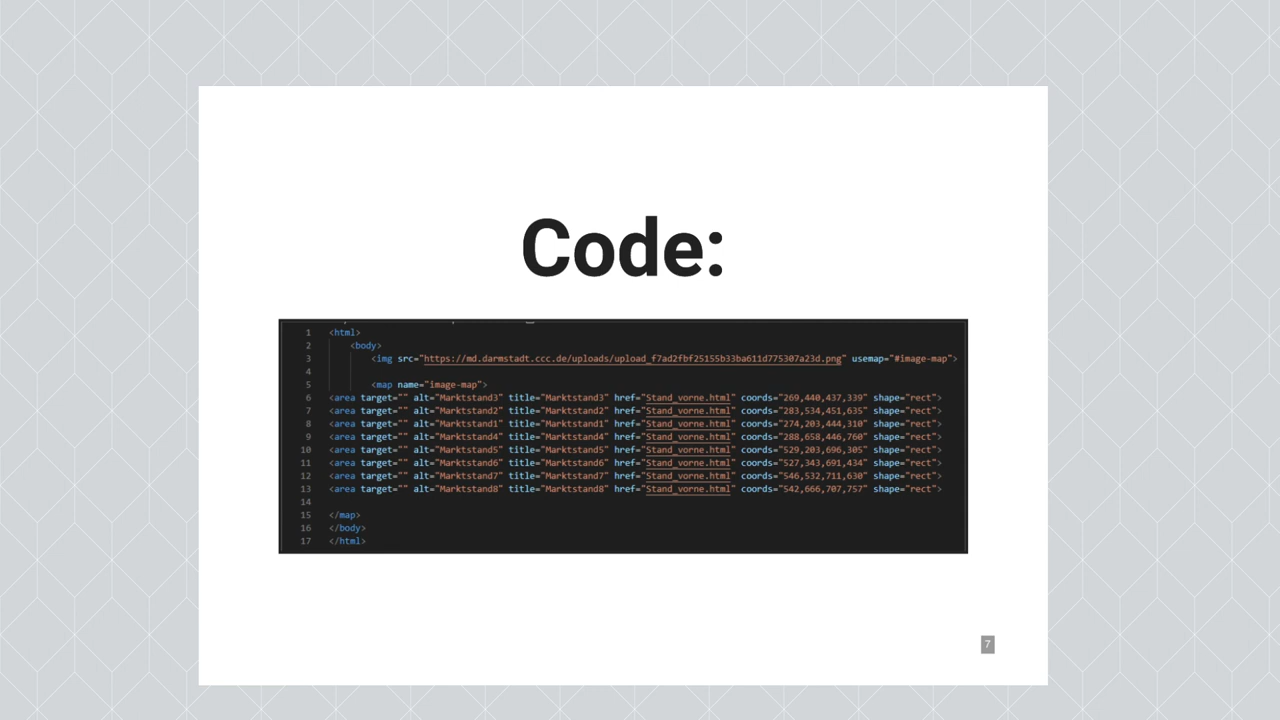 Code:
1 <html>
2 <body>
3 <img src="https://md.darmstadt.ccc.de/uploads/upload_f7ad2fbf25155b33ba611d775307a23d.png" usemap="#image-map">
4
5 <map name="image-map">
6 <area target="" alt="Marktstand3" title="Marktstand3" href="Stand_vorne.html" coords="269,440,437,339" shape="rect">
7 <area target="" alt="Marktstand2" title="Marktstand2" href="Stand_vorne.html" coords="283,534,451,635" shape="rect">
8 <area target="" alt="Marktstand1" title="Marktstand1" href="Stand_vorne.html" coords="274,203,444,310" shape="rect">
9 <area target="" alt="Marktstand4" title="Marktstand4" href="Stand_vorne.html" coords="288,658,446,760" shape="rect">
10 <area target="" alt="Marktstand5" title="Marktstand5" href="Stand_vorne.html" coords="529,203,696,305" shape="rect">
11 <area target="" alt="Marktstand6" title="Marktstand6" href="Stand_vorne.html" coords="527,343,691,434" shape="rect">
12 <area target="" alt="Marktstand7" title="Marktstand7" href="Stand_vorne.html" coords="546,532,711,630" shape="rect">
13 <area target="" alt="Marktstand8" title="Marktstand8" href="Stand_vorne.html" coords="542,666,707,757" shape="rect">
14
15 </map>
16 </body>
17 </html>
7